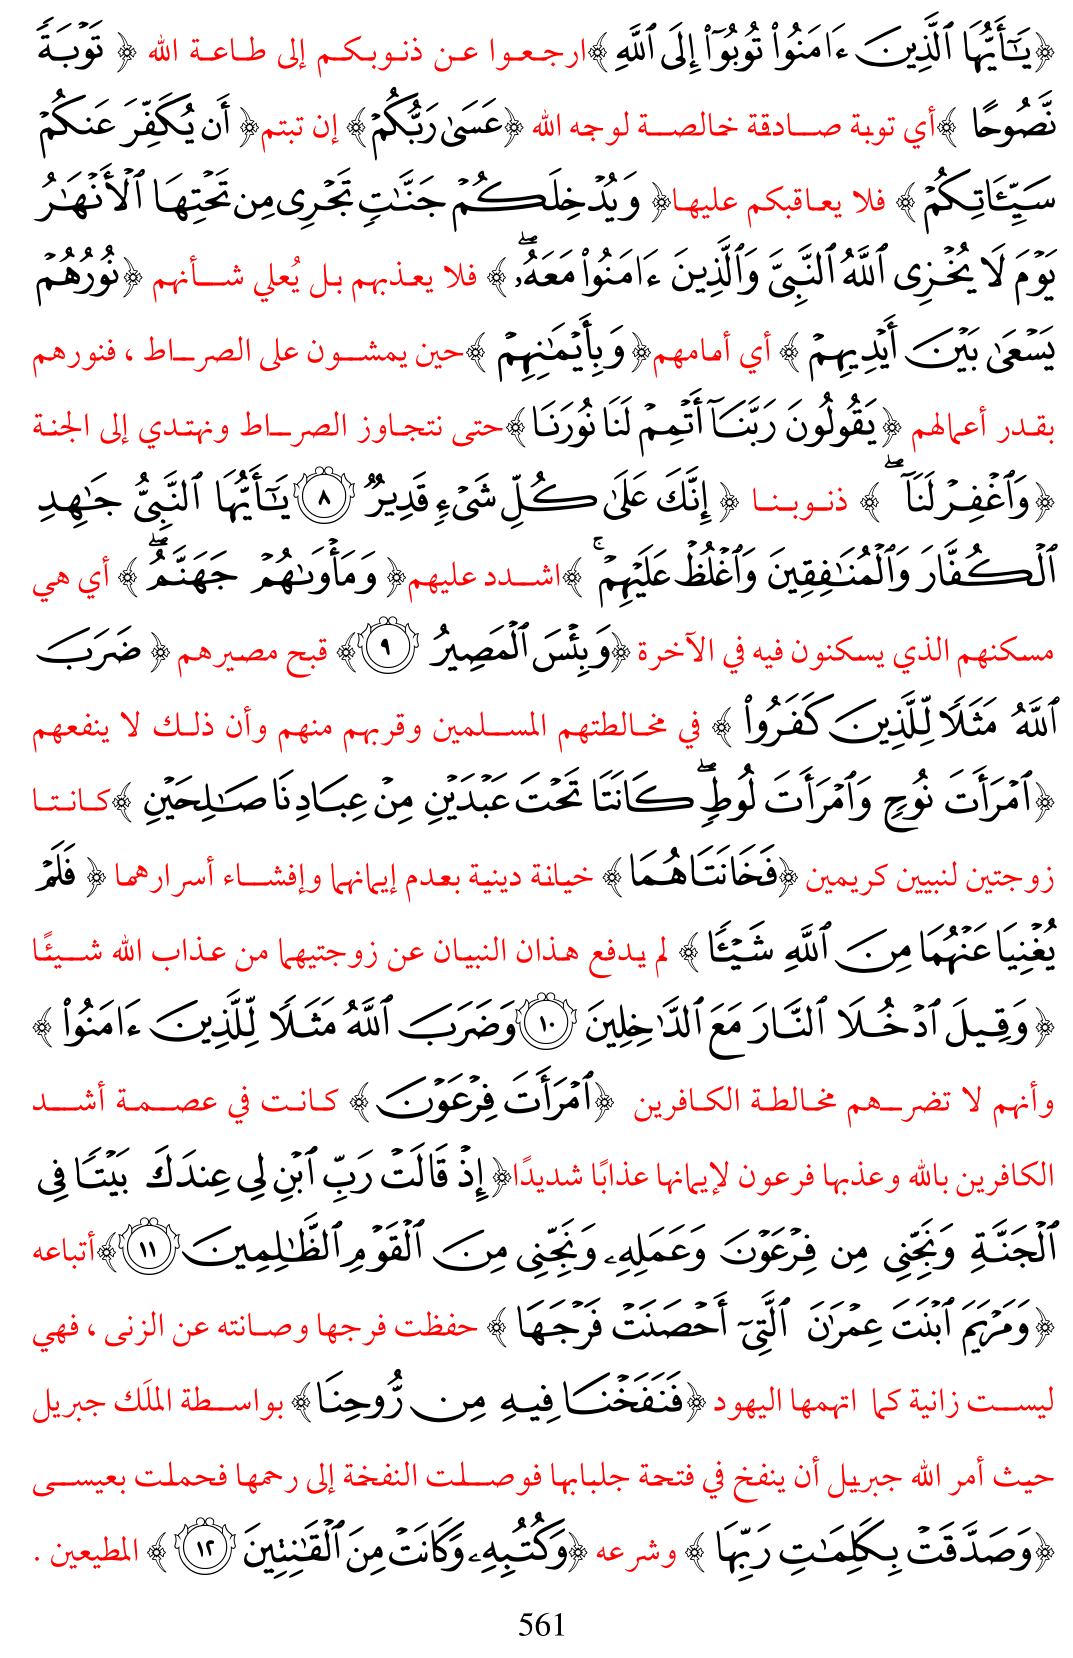 ﴿ يَـٰٓأَيُّهَا ٱلَّذِينَ ءَامَنُوا۟ تُوبُوٓا۟ إِلَى ٱللَّهِ ﴾ارجعوا عن ذنوبكم إلى طاعة الله ﴿ تَوْبَةً
نَّصُوحًا ﴾أي توبة صادقة خالصة لوجه الله ﴿عَسَىٰ رَبُّكُمْ﴾ إن تبتم﴿ أَن يُكَفِّرَ عَنكُمْ
سَيِّـَٔاتِكُمْ ﴾ فلا يعاقبكم عليها﴿ وَيُدْخِلَكُمْ جَنَّـٰتٍ تَجْرِى مِن تَحْتِهَا ٱلْأَنْهَـٰرُ
يَوْمَ لَا يُخْزِى ٱللَّهُ ٱلنَّبِىَّ وَٱلَّذِينَ ءَامَنُوا۟ مَعَهُۥ ۖ ﴾ فلا يعذبهم بل يُعلي شأنهم ﴿نُورُهُمْ
يَسْعَىٰ بَيْنَ أَيْدِيهِمْ ﴾ أي أمامهم﴿ وَبِأَيْمَـٰنِهِمْ ﴾حين يمشون على الصراط ، فنورهم
بقدر أعمالهم ﴿يَقُولُونَ رَبَّنَآ أَتْمِمْ لَنَا نُورَنَا﴾حتى نتجاوز الصراط ونهتدي إلى الجنة
﴿وَٱغْفِرْ لَنَآ ۖ ﴾ ذنوبنا ﴿ إِنَّكَ عَلَىٰ كُلِّ شَىْءٍ قَدِيرٌ ٨ يَـٰٓأَيُّهَا ٱلنَّبِىُّ جَـٰهِدِ
ٱلْكُفَّارَ وَٱلْمُنَـٰفِقِينَ وَٱغْلُظْ عَلَيْهِمْ ۚ ﴾اشدد عليهم﴿ وَمَأْوَىٰهُمْ جَهَنَّمُ ۖ ﴾ أي هي
مسكنهم الذي يسكنون فيه في الآخرة ﴿وَبِئْسَ ٱلْمَصِيرُ ٩ ﴾ قبح مصيرهم ﴿ ضَرَبَ
ٱللَّهُ مَثَلًا لِّلَّذِينَ كَفَرُوا۟ ﴾ في مخالطتهم المسلمين وقربهم منهم وأن ذلك لا ينفعهم
﴿ٱمْرَأَتَ نُوحٍ وَٱمْرَأَتَ لُوطٍ ۖ كَانَتَا تَحْتَ عَبْدَيْنِ مِنْ عِبَادِنَا صَـٰلِحَيْنِ ﴾كانتا
زوجتين لنبيين كريمين ﴿فَخَانَتَاهُمَا﴾ خيانة دينية بعدم إيمانهما وإفشاء أسرارهما ﴿ فَلَمْ
يُغْنِيَا عَنْهُمَا مِنَ ٱللَّهِ شَيْـًٔا ﴾ لم يدفع هذان النبيان عن زوجتيهما من عذاب الله شيئًا
﴿ وَقِيلَ ٱدْخُلَا ٱلنَّارَ مَعَ ٱلدَّٰخِلِينَ ١٠ وَضَرَبَ ٱللَّهُ مَثَلًا لِّلَّذِينَ ءَامَنُوا۟ ﴾
وأنهم لا تضرهم مخالطة الكافرين ﴿ٱمْرَأَتَ فِرْعَوْنَ ﴾ كانت في عصمة أشد
الكافرين بالله وعذبها فرعون لإيمانها عذابًا شديدًا﴿ إِذْ قَالَتْ رَبِّ ٱبْنِ لِى عِندَكَ بَيْتًا فِى
ٱلْجَنَّةِ وَنَجِّنِى مِن فِرْعَوْنَ وَعَمَلِهِۦ وَنَجِّنِى مِنَ ٱلْقَوْمِ ٱلظَّـٰلِمِينَ ١١ ﴾أتباعه
﴿وَمَرْيَمَ ٱبْنَتَ عِمْرَٰنَ ٱلَّتِىٓ أَحْصَنَتْ فَرْجَهَا ﴾ حفظت فرجها وصانته عن الزنى ، فهي
ليست زانية كما اتهمها اليهود ﴿فَنَفَخْنَا فِيهِ مِن رُّوحِنَا﴾ بواسطة الملَك جبريل
حيث أمر الله جبريل أن ينفخ في فتحة جلبابها فوصلت النفخة إلى رحمها فحملت بعيسى
﴿وَصَدَّقَتْ بِكَلِمَـٰتِ رَبِّهَا ﴾ وشرعه ﴿وَكُتُبِهِۦ وَكَانَتْ مِنَ ٱلْقَـٰنِتِينَ ١٢ ﴾ المطيعين .
561